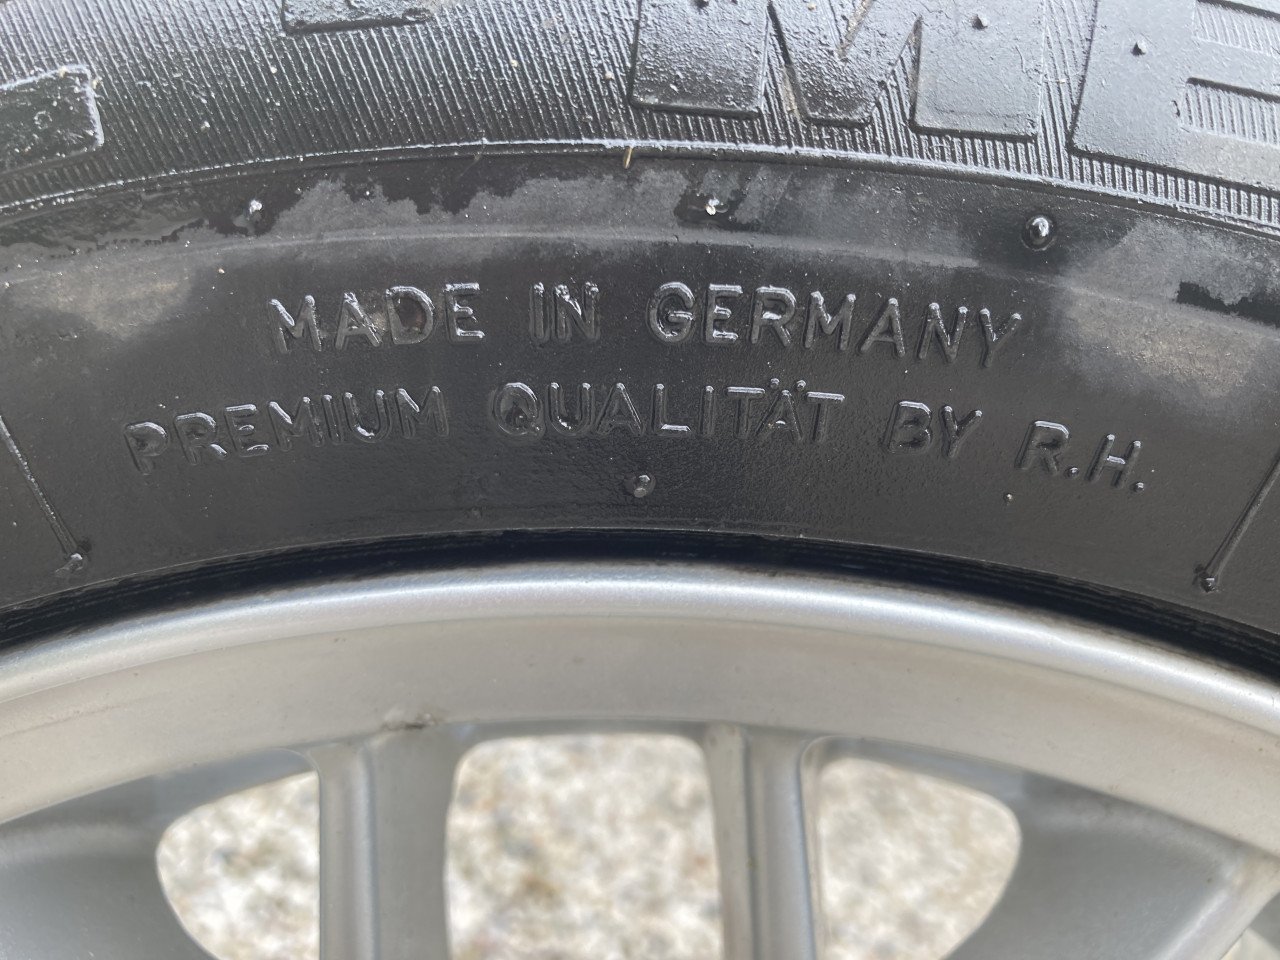 MADE IN GERMANY
PREMIUM QUALITÄT BY R.H.